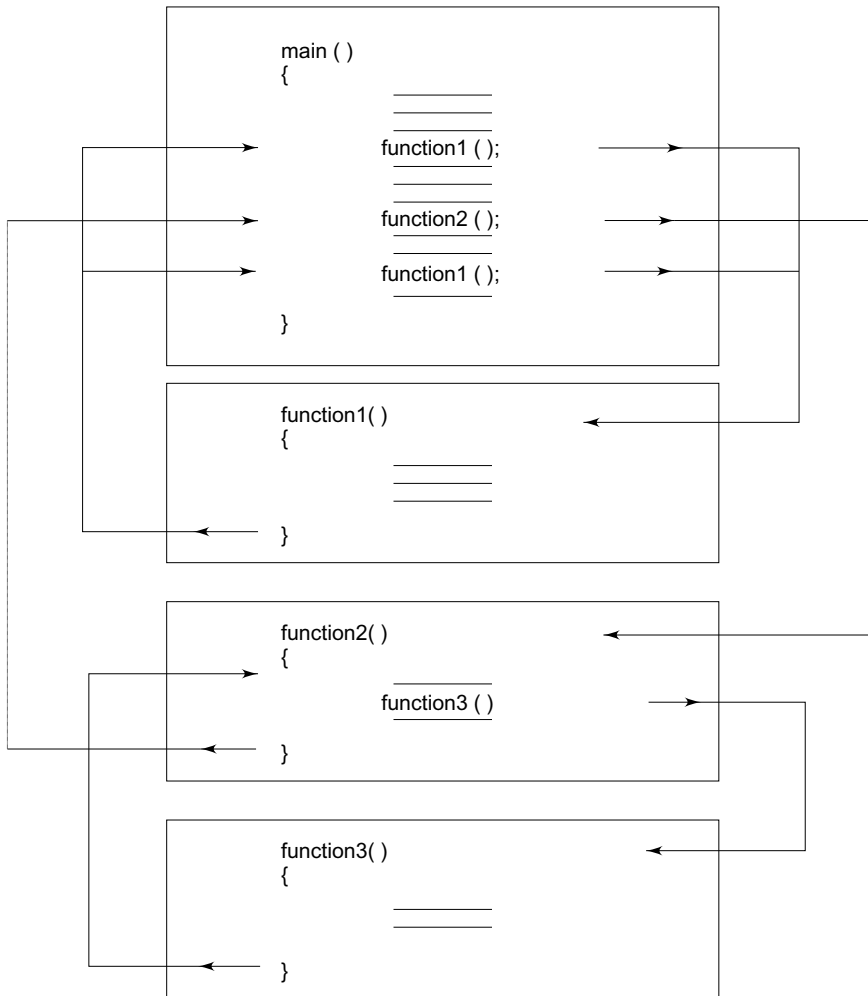 main ( )
{
function1 ( );
function2 ( );
function1 ( );
}
function1( )
{
}
function2( )
{
function3 ( )
}
function3( )
{
}